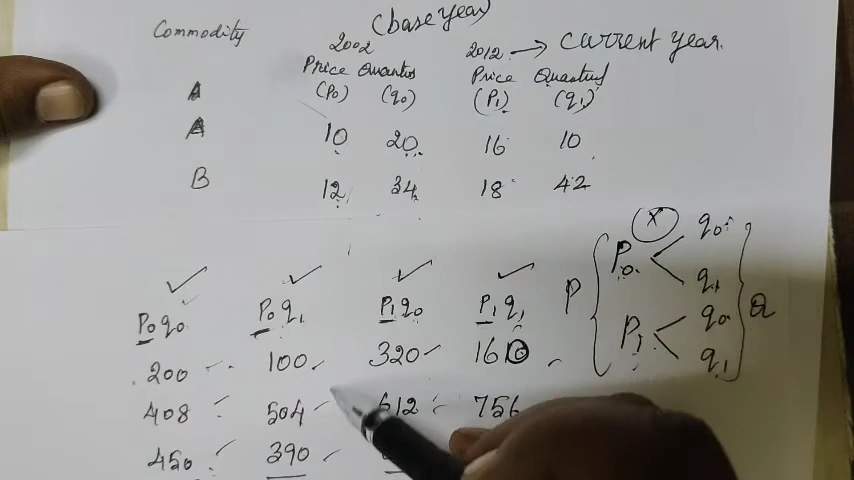 (base year)
Commodity 2002 2012 → current year.
Price Quantity Price Quantity
A (P0) (q0) (P1) (q1)
A 10 20 16 10
B 12 34 18 42
P0q0 P0q1 P1q0 P1q1
200 100 320 160
408 504 612 756
450 390
X
P { P0 < q0 q1 } Q
P1 < q0 q1